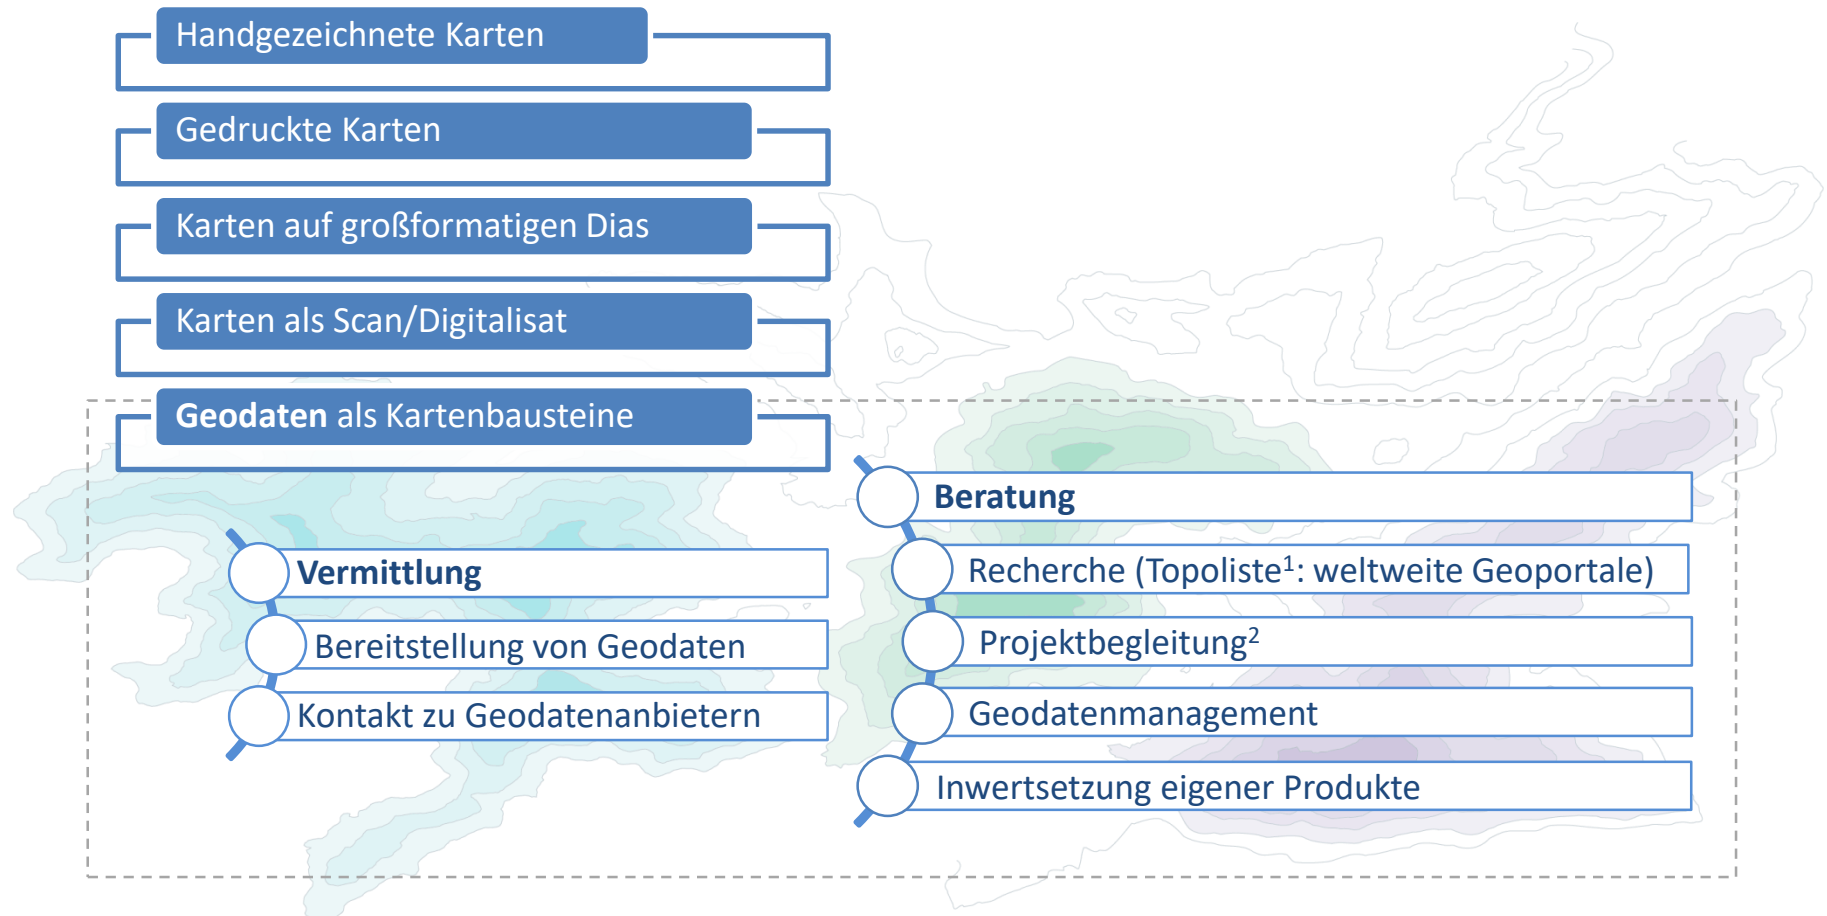 Handgezeichnete Karten
Gedruckte Karten
Karten auf großformatigen Dias
Karten als Scan/Digitalisat
Geodaten als Kartenbausteine
Vermittlung
Bereitstellung von Geodaten
Kontakt zu Geodatenanbietern
Beratung
Recherche (Topoliste¹: weltweite Geoportale)
Projektbegleitung²
Geodatenmanagement
Inwertsetzung eigener Produkte